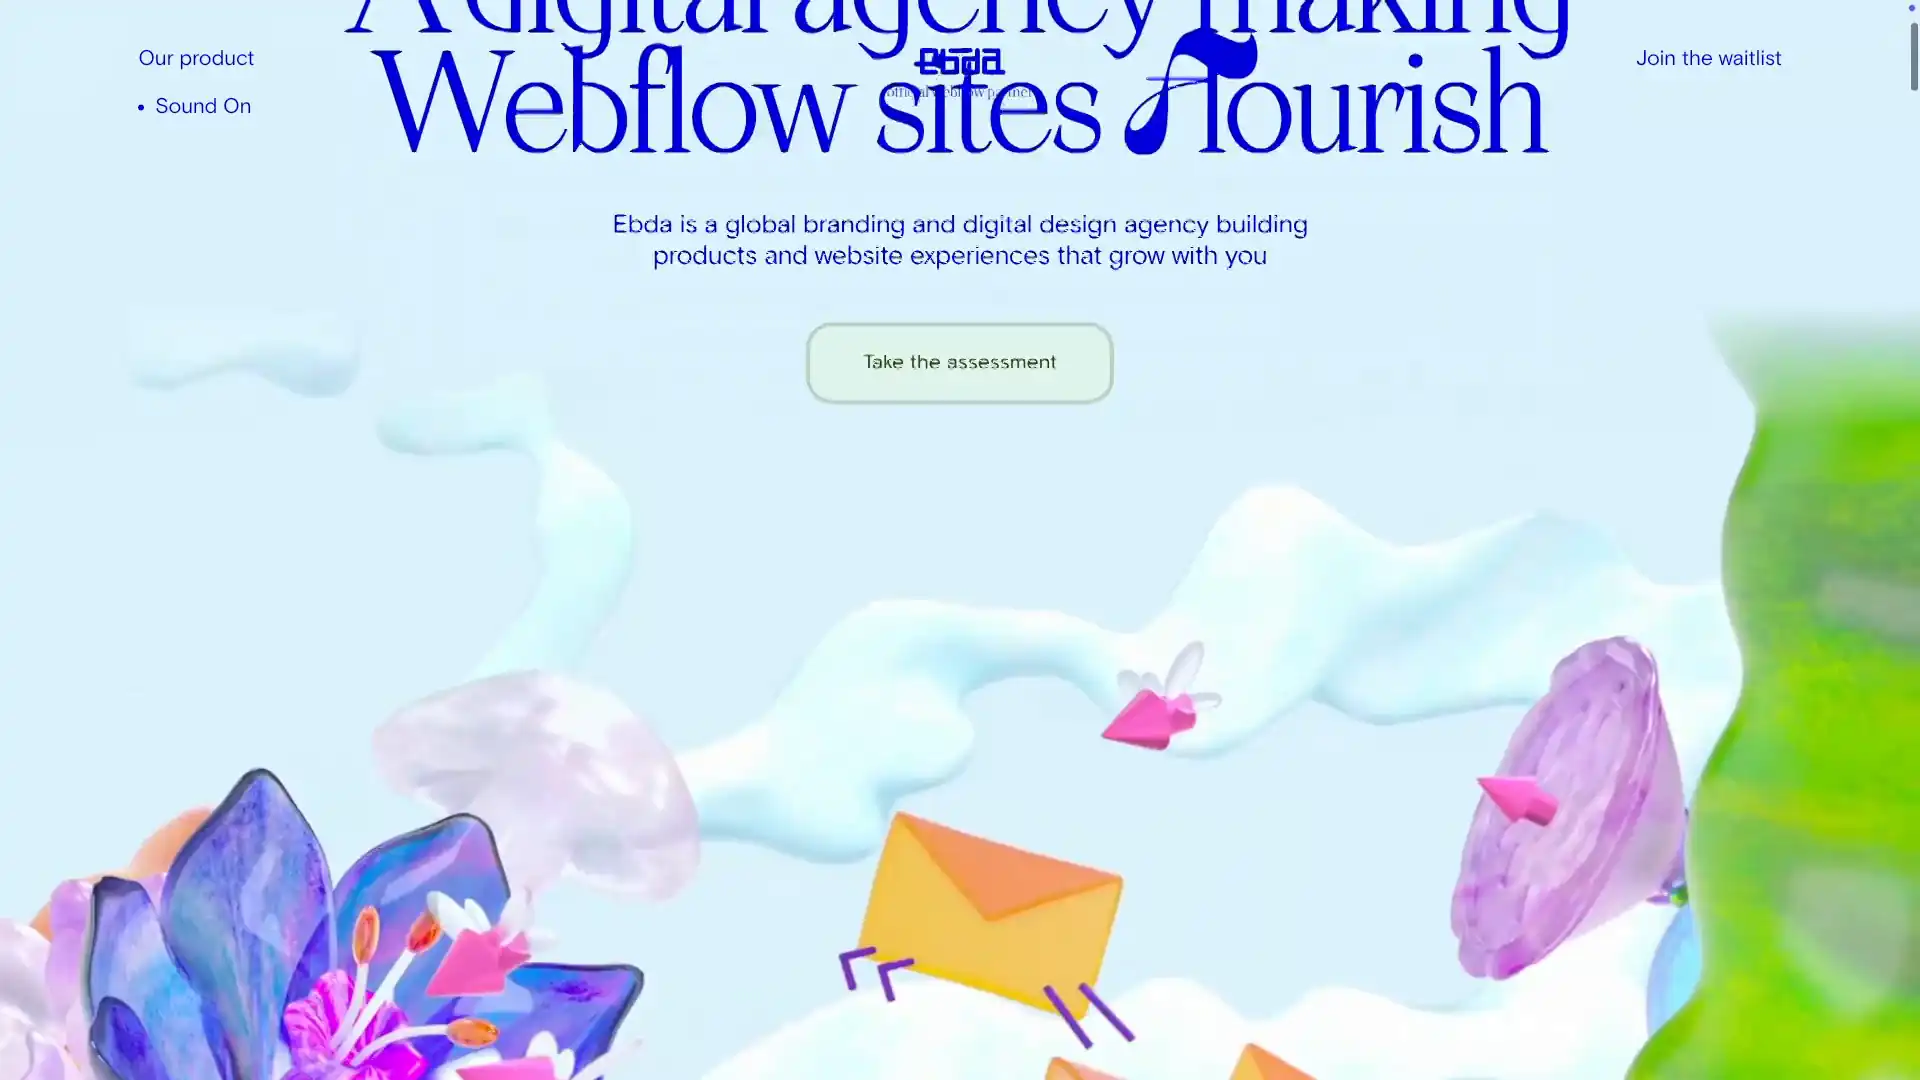 A digital agency making
Our product
Ebda
Join the waitlist
Webflow sites flourish
official webflow partner
Sound On
Ebda is a global branding and digital design agency building
products and website experiences that grow with you
Take the assessment